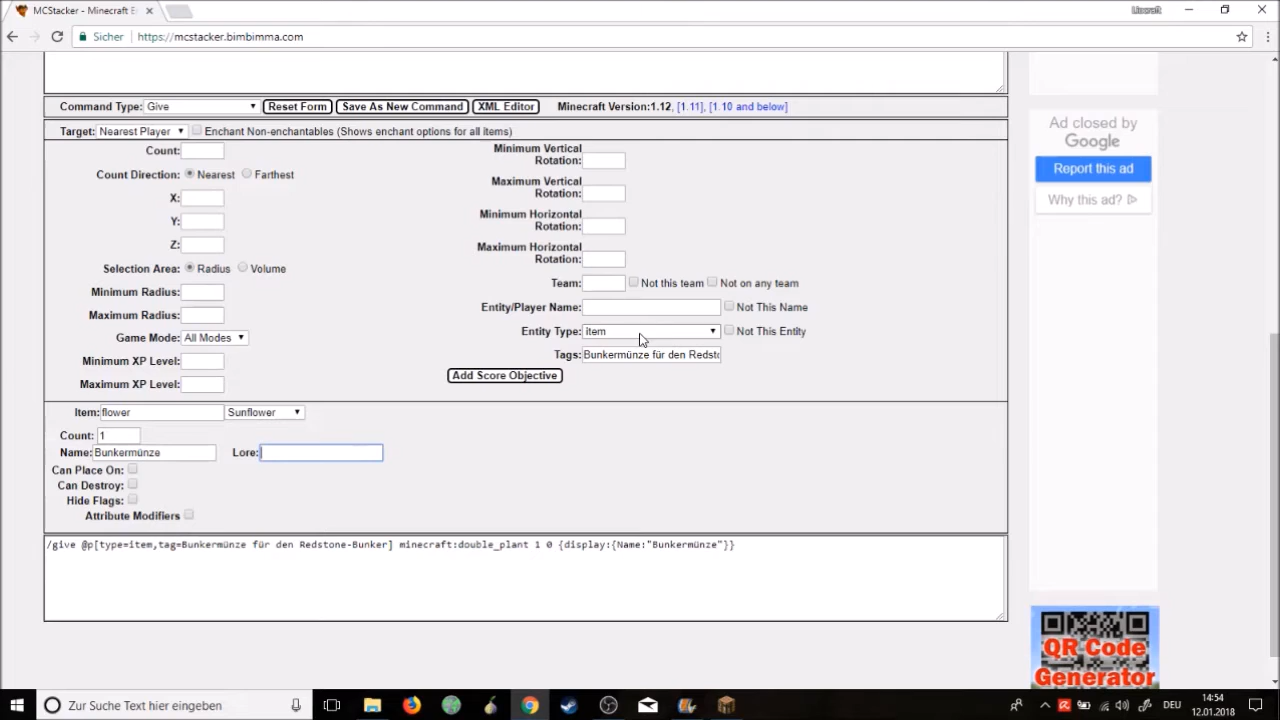 MCStacker - Minecraft E
Linecraft
Sicher https://mcstacker.bimbimma.com
Command Type: Give Reset Form Save As New Command XML Editor Minecraft Version:1.12, [1.11], [1.10 and below]
Target: Nearest Player Enchant Non-enchantables (Shows enchant options for all items)
Count:
Count Direction: Nearest Farthest
X:
Y:
Z:
Selection Area: Radius Volume
Minimum Radius:
Maximum Radius:
Game Mode: All Modes
Minimum XP Level:
Maximum XP Level:
Minimum Vertical
Rotation:
Maximum Vertical
Rotation:
Minimum Horizontal
Rotation:
Maximum Horizontal
Rotation:
Team: Not this team Not on any team
Entity/Player Name: Not This Name
Entity Type: Item Not This Entity
Tags: Bunkermünze für den Redsto
Add Score Objective
Item: flower Sunflower
Count: 1
Name: Bunkermünze Lore:
Can Place On:
Can Destroy:
Hide Flags:
Attribute Modifiers
/give @p[type=item,tag=Bunkermünze für den Redstone-Bunker] minecraft:double_plant 1 0 {display:{Name:"Bunkermünze"}}
Ad closed by
Google
Report this ad
Why this ad?
QR Code
Generator
Zur Suche Text hier eingeben
DEU
14:54
12.01.2018